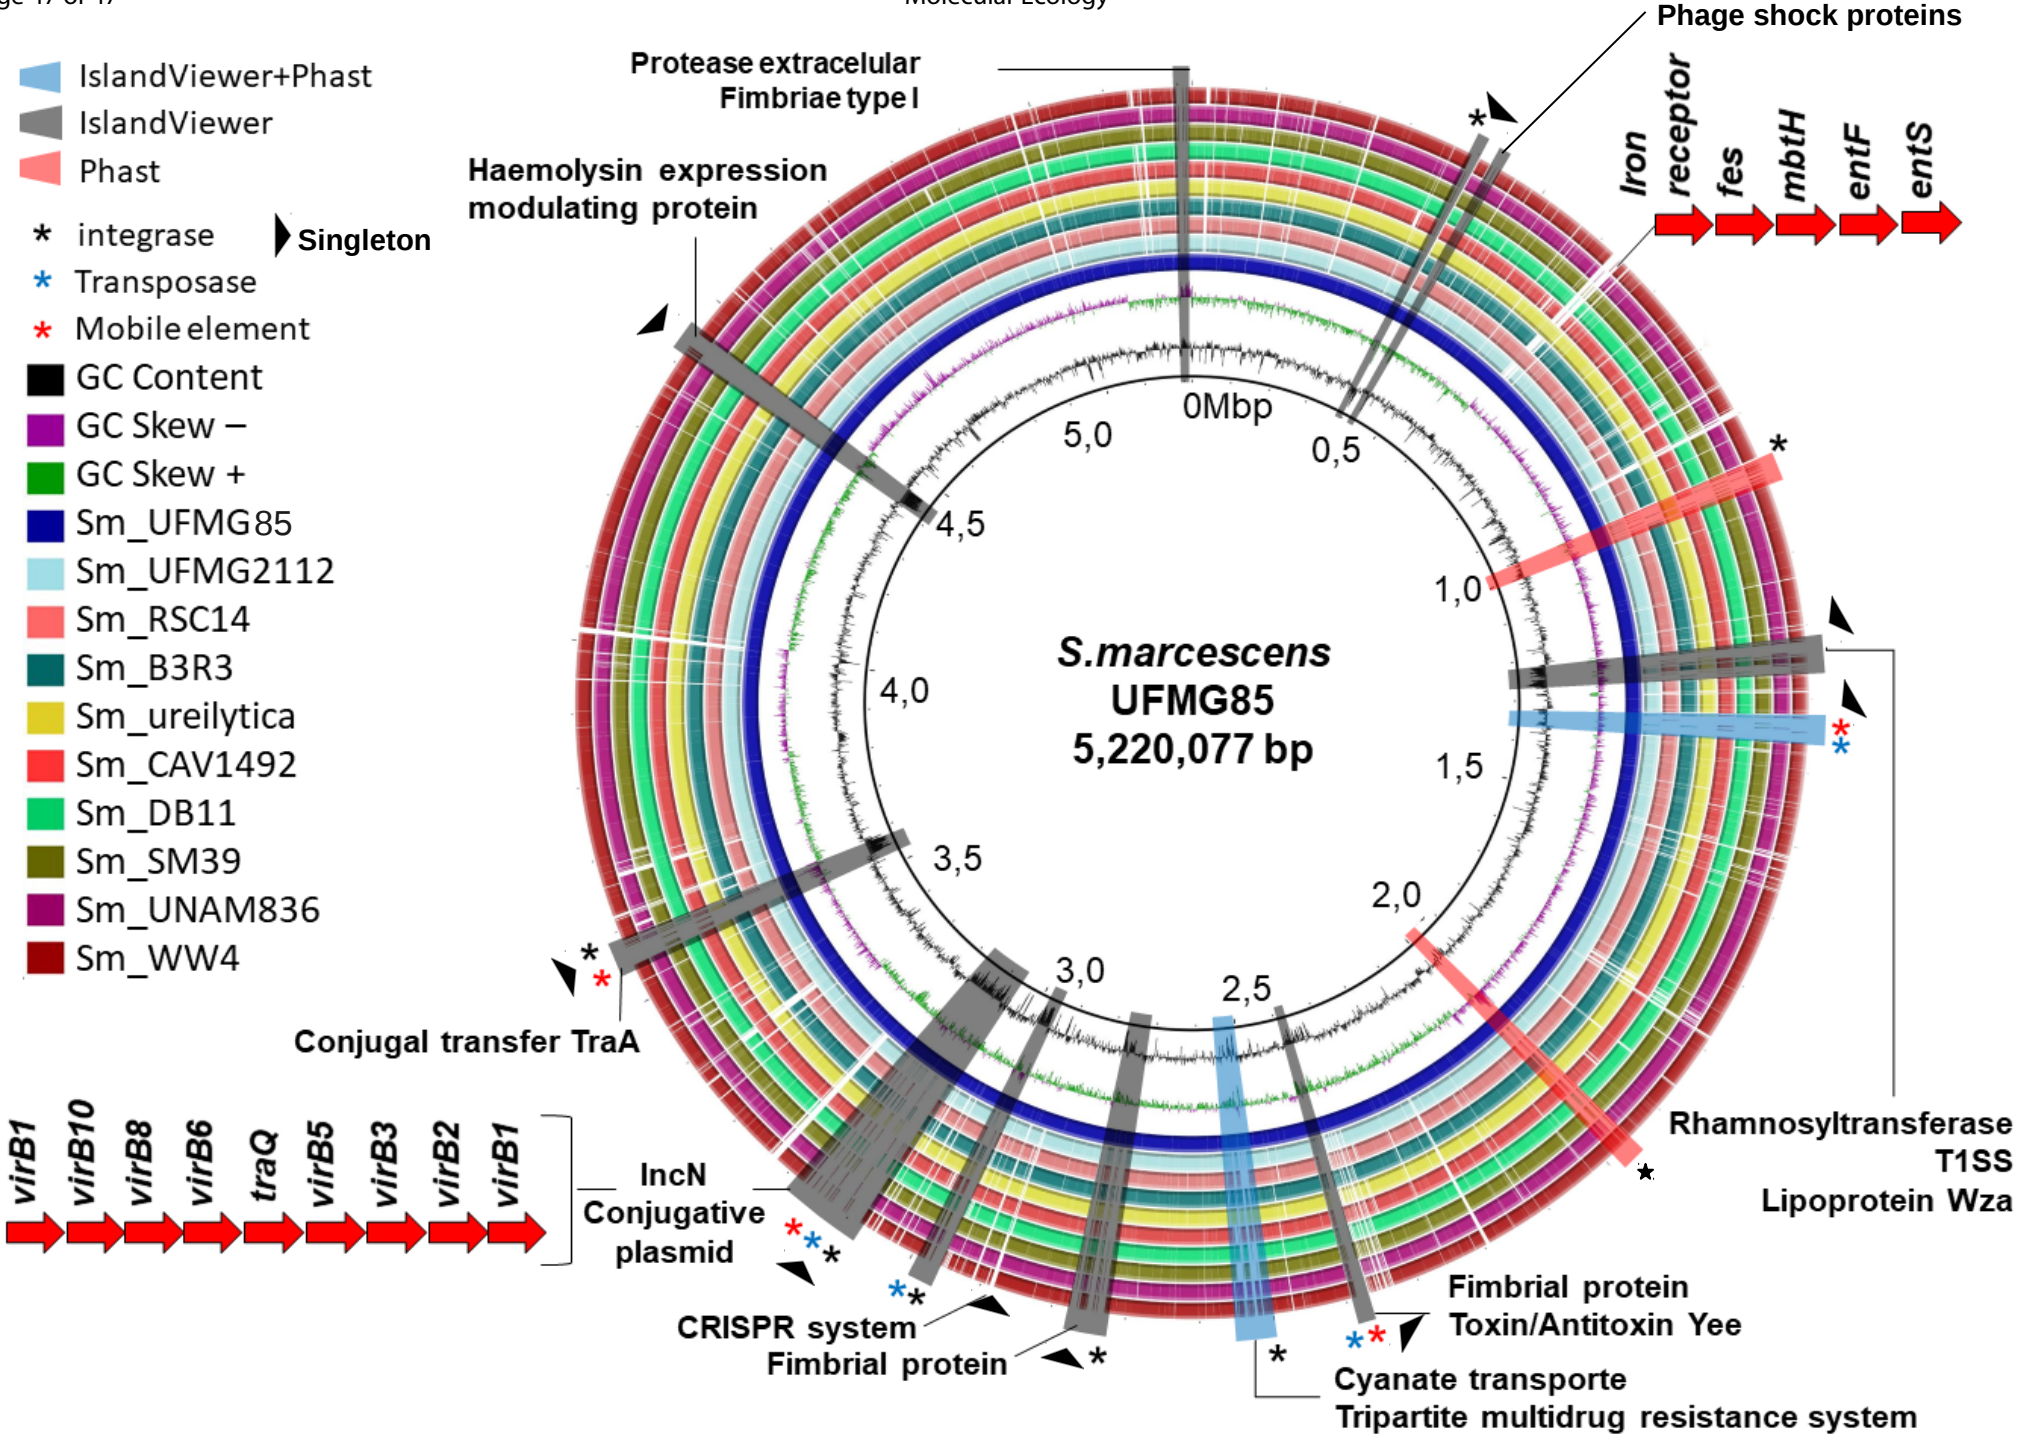 Molecular Ecology
Phage shock proteins
IslandViewer+Phast
IslandViewer
Phast
* integrase
Singleton
* Transposase
* Mobile element
GC Content
GC Skew –
GC Skew +
Sm_UFMG85
Sm_UFMG2112
Sm_RSC14
Sm_B3R3
Sm_ureilytica
Sm_CAV1492
Sm_DB11
Sm_SM39
Sm_UNAM836
Sm_WW4
Protease extracelular
Fimbriae type I
Haemolysin expression
modulating protein
Iron
receptor
fes
mbtH
entF
entS
0Mbp
0,5
1,0
1,5
2,0
2,5
3,0
3,5
4,0
4,5
5,0
S.marcescens
UFMG85
5,220,077 bp
Conjugal transfer TraA
virB1
virB10
virB8
virB6
traQ
virB5
virB3
virB2
virB1
IncN
Conjugative
plasmid
CRISPR system
Fimbrial protein
Rhamnosyltransferase
T1SS
Lipoprotein Wza
Fimbrial protein
Toxin/Antitoxin Yee
Cyanate transporte
Tripartite multidrug resistance system